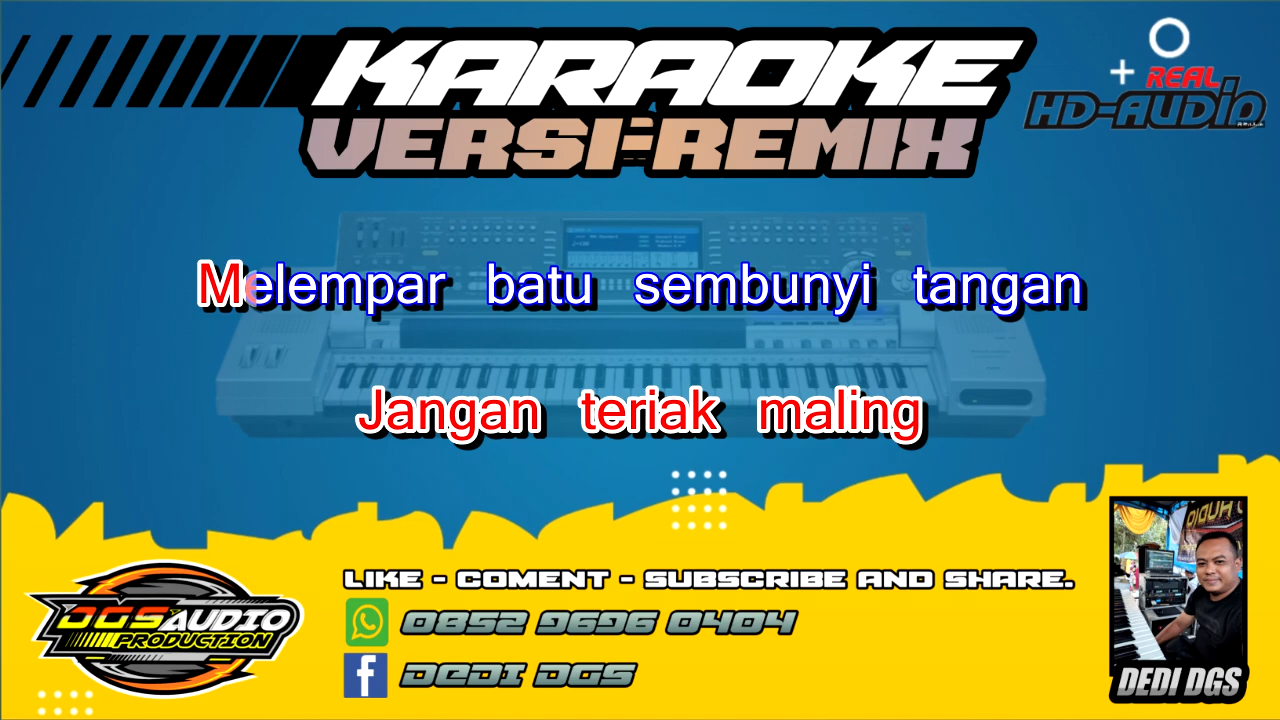 KARAOKE
VERSI-REMIX
+ REAL
HD-AUDIO
Melempar batu sembunyi tangan
Jangan teriak maling
LIKE - COMENT - SUBSCRIBE AND SHARE.
0852 9696 0404
DEDI DGS
DGS AUDIO
PRODUCTION
DEDI DGS